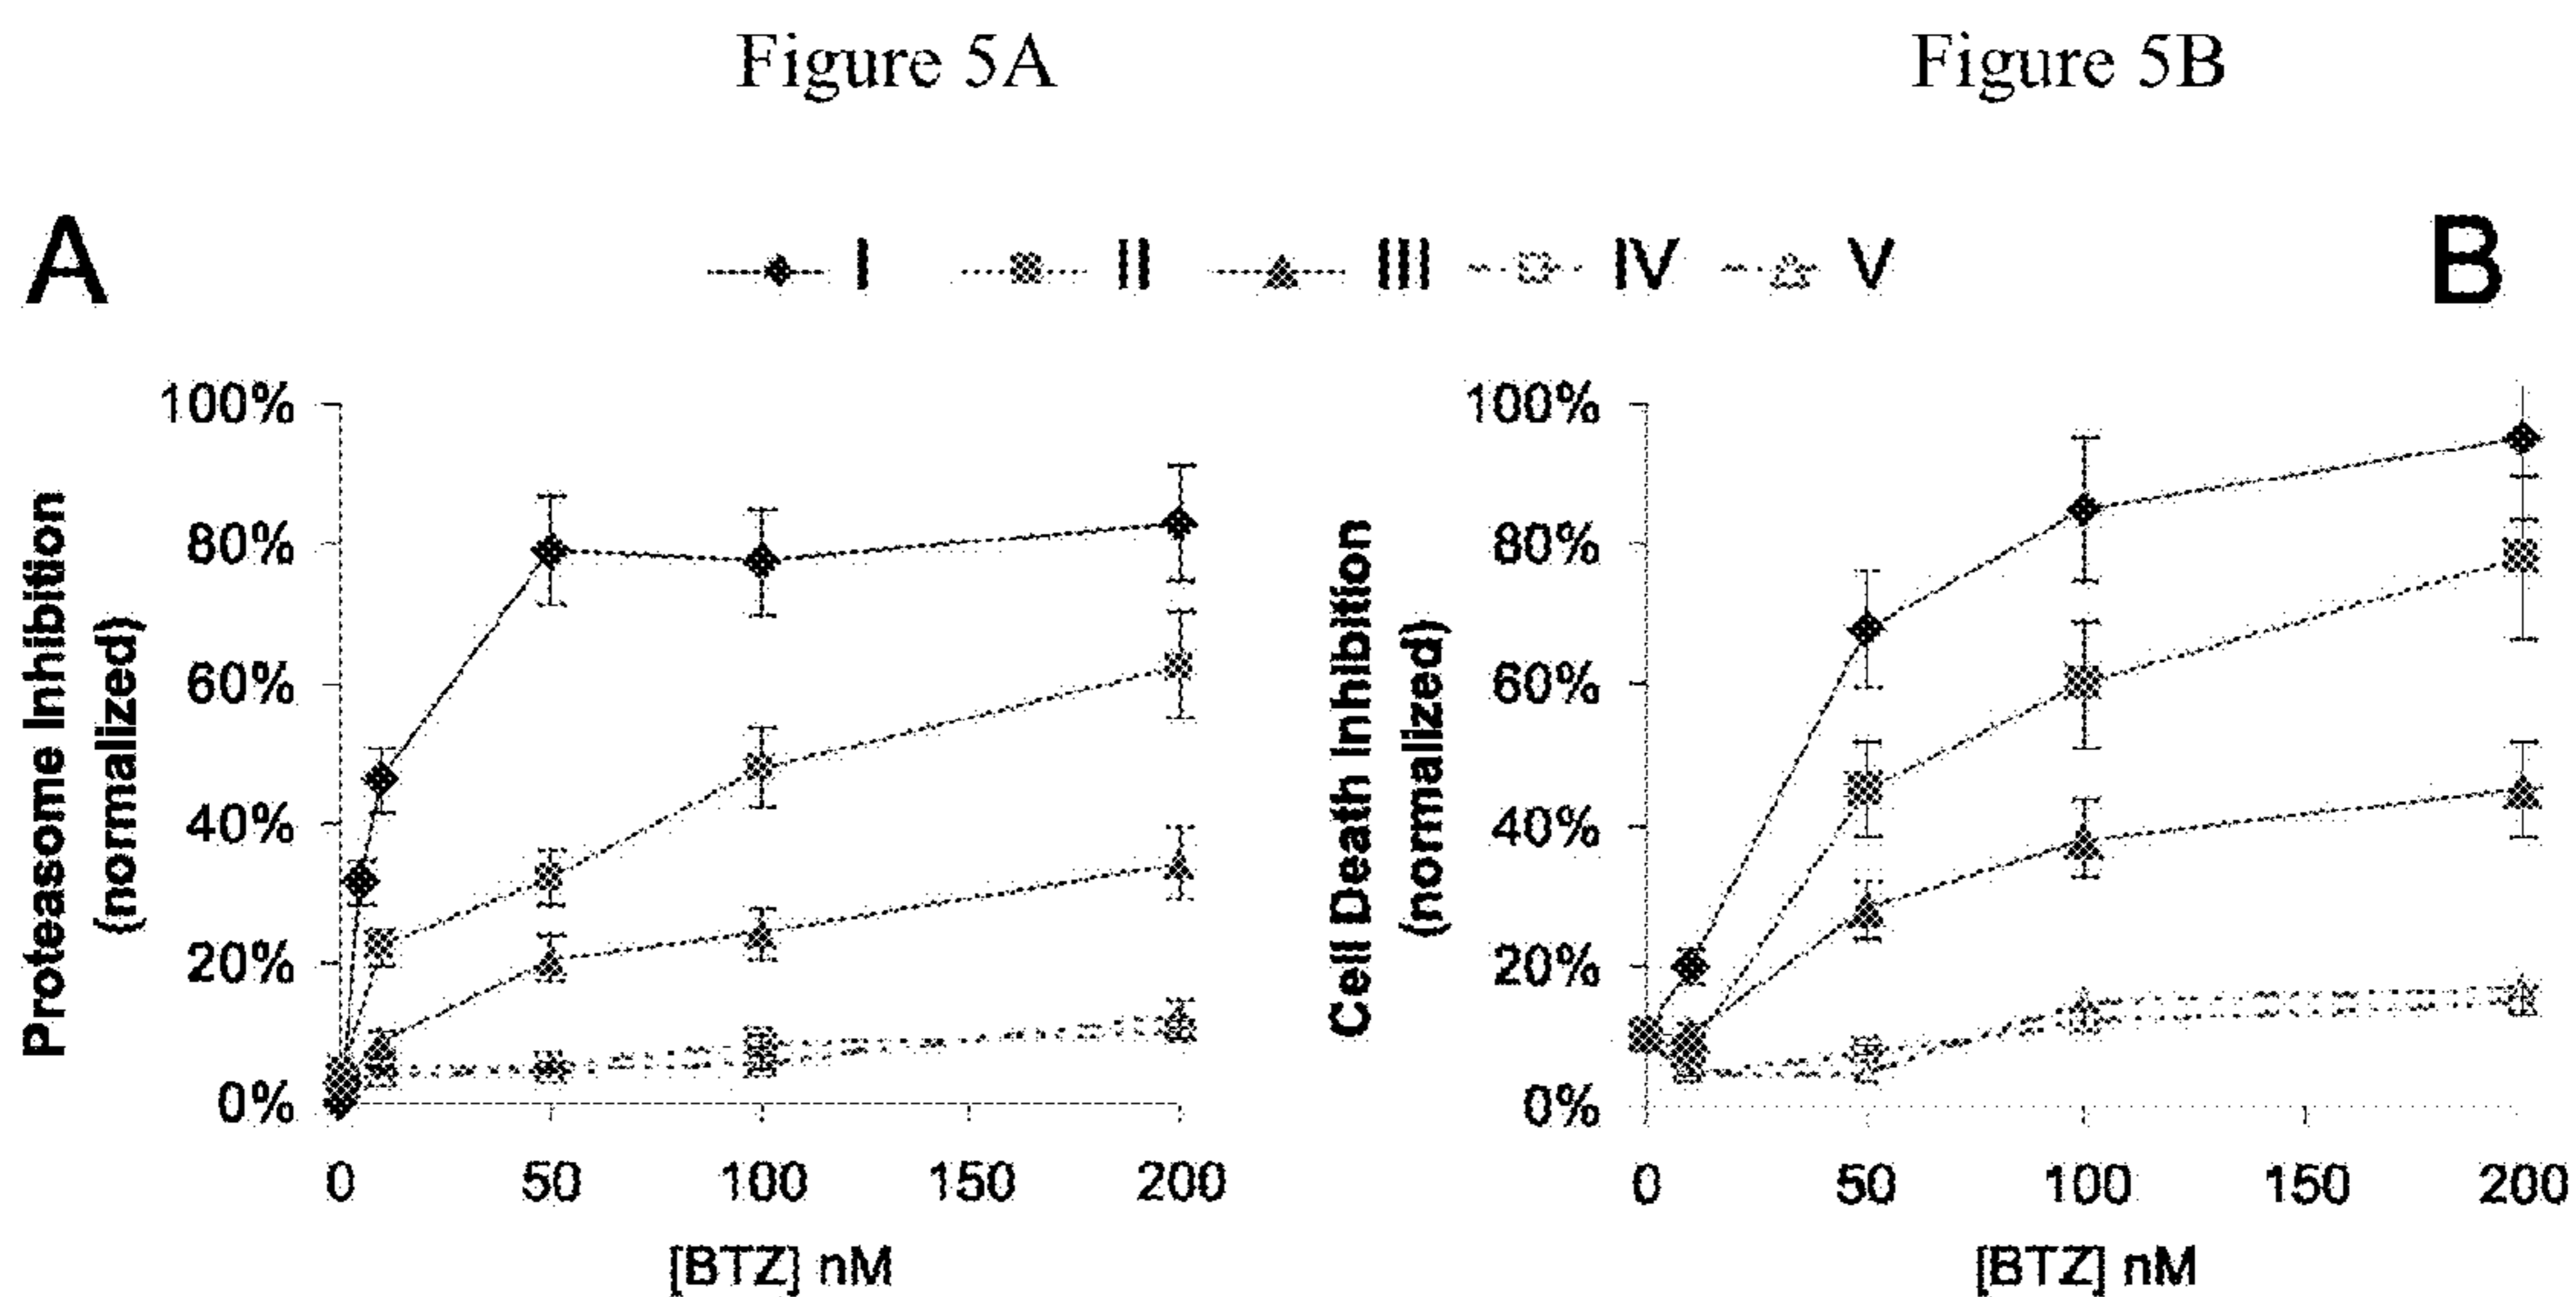 Figure 5A
Figure 5B
A
I II III IV V
B
100%
80%
60%
40%
20%
0%
Proteasome Inhibition
(normalized)
0 50 100 150 200
[BTZ] nM
100%
80%
60%
40%
20%
0%
Cell Death Inhibition
(normalized)
0 50 100 150 200
[BTZ] nM